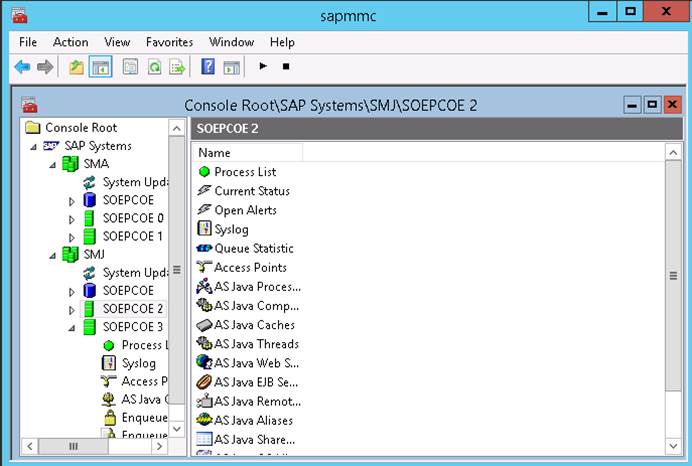 sapmmc
File Action View Favorites Window Help
Console Root\SAP Systems\SMJ\SOEPCOE 2
Console Root
SAP Systems
SMA
System Upda
SOEPCOE
SOEPCOE 0
SOEPCOE 1
SMJ
System Upda
SOEPCOE
SOEPCOE 2
SOEPCOE 3
Process L
Syslog
Access P
AS Java C
Enqueue
Enqueue
SOEPCOE 2
Name
Process List
Current Status
Open Alerts
Syslog
Queue Statistic
Access Points
AS Java Proces...
AS Java Comp...
AS Java Caches
AS Java Threads
AS Java Web S...
AS Java EJB Se...
AS Java Remot...
AS Java Aliases
AS Java Share...